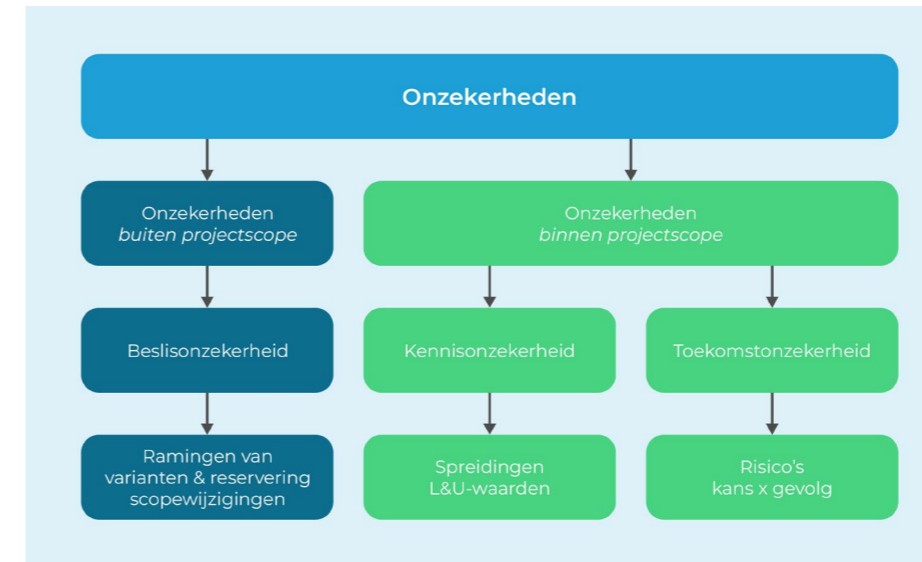 Onzekerheden
Onzekerheden
buiten projectscope
Onzekerheden
binnen projectscope
Beslisonzekerheid
Kennisonzekerheid
Toekomstonzekerheid
Ramingen van
varianten & reservering
scopewijzigingen
Spreidingen
L&U-waarden
Risico's
kans x gevolg